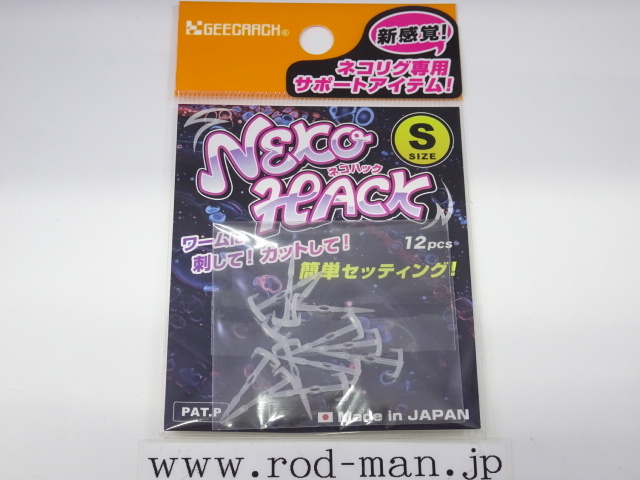 GEECRACK®
新感覚!
ネコリグ専用
サポートアイテム!
NEKO
ネコハック
HACK
S
SIZE
12pcs
ワームに
刺して!カットして!
簡単セッティング!
PAT.P
Made in JAPAN
www.rod-man.jp